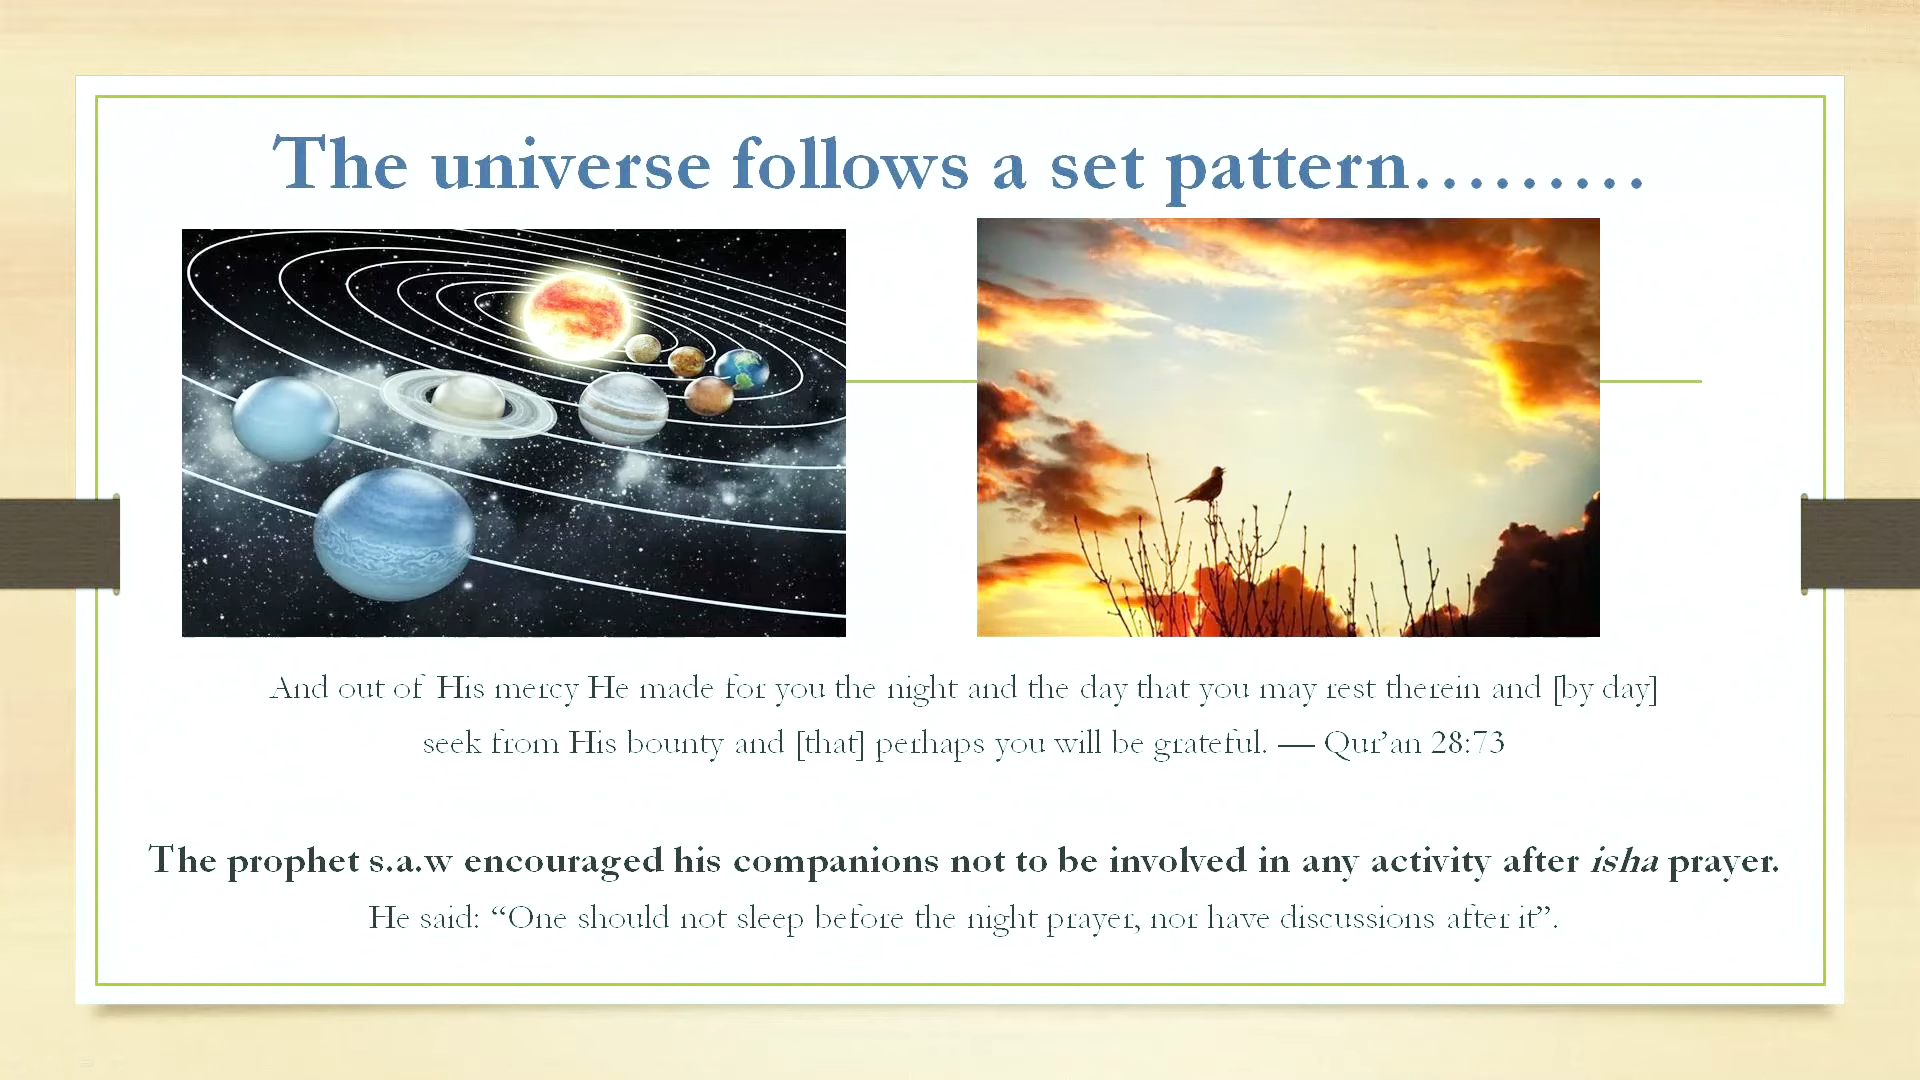 The universe follows a set pattern.........
And out of His mercy He made for you the night and the day that you may rest therein and [by day]
seek from His bounty and [that] perhaps you will be grateful. — Qur’an 28:73
The prophet s.a.w encouraged his companions not to be involved in any activity after isha prayer.
He said: “One should not sleep before the night prayer, nor have discussions after it”.